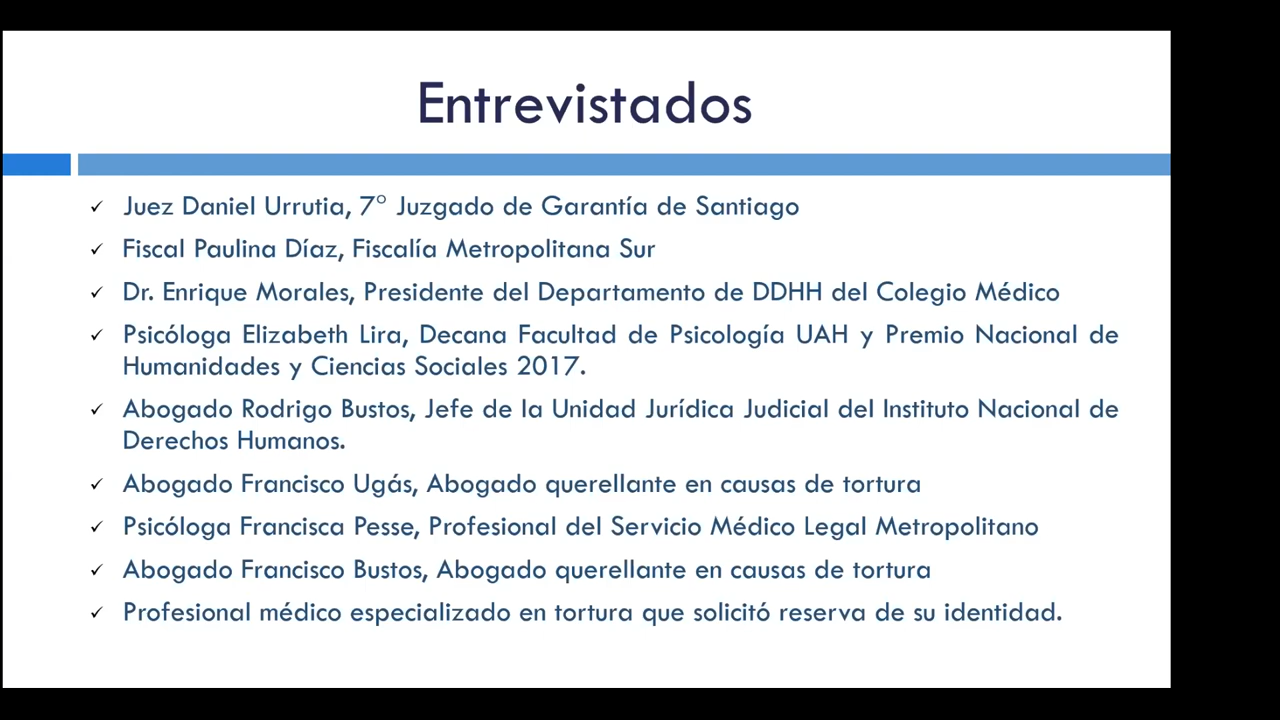 Entrevistados
✓ Juez Daniel Urrutia, 7° Juzgado de Garantía de Santiago
✓ Fiscal Paulina Díaz, Fiscalía Metropolitana Sur
✓ Dr. Enrique Morales, Presidente del Departamento de DDHH del Colegio Médico
✓ Psicóloga Elizabeth Lira, Decana Facultad de Psicología UAH y Premio Nacional de
Humanidades y Ciencias Sociales 2017.
✓ Abogado Rodrigo Bustos, Jefe de la Unidad Jurídica Judicial del Instituto Nacional de
Derechos Humanos.
✓ Abogado Francisco Ugás, Abogado querellante en causas de tortura
✓ Psicóloga Francisca Pesse, Profesional del Servicio Médico Legal Metropolitano
✓ Abogado Francisco Bustos, Abogado querellante en causas de tortura
✓ Profesional médico especializado en tortura que solicitó reserva de su identidad.